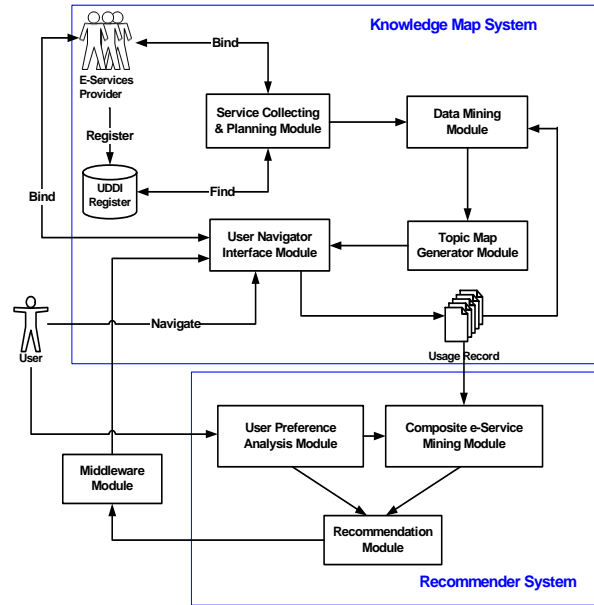 Knowledge Map System
Bind
E-Services
Provider
Service Collecting
& Planning Module
Data Mining
Module
Register
UDDI
Register
Find
Bind
User Navigator
Interface Module
Topic Map
Generator Module
Navigate
User
Usage Record
User Preference
Analysis Module
Composite e-Service
Mining Module
Middleware
Module
Recommendation
Module
Recommender System